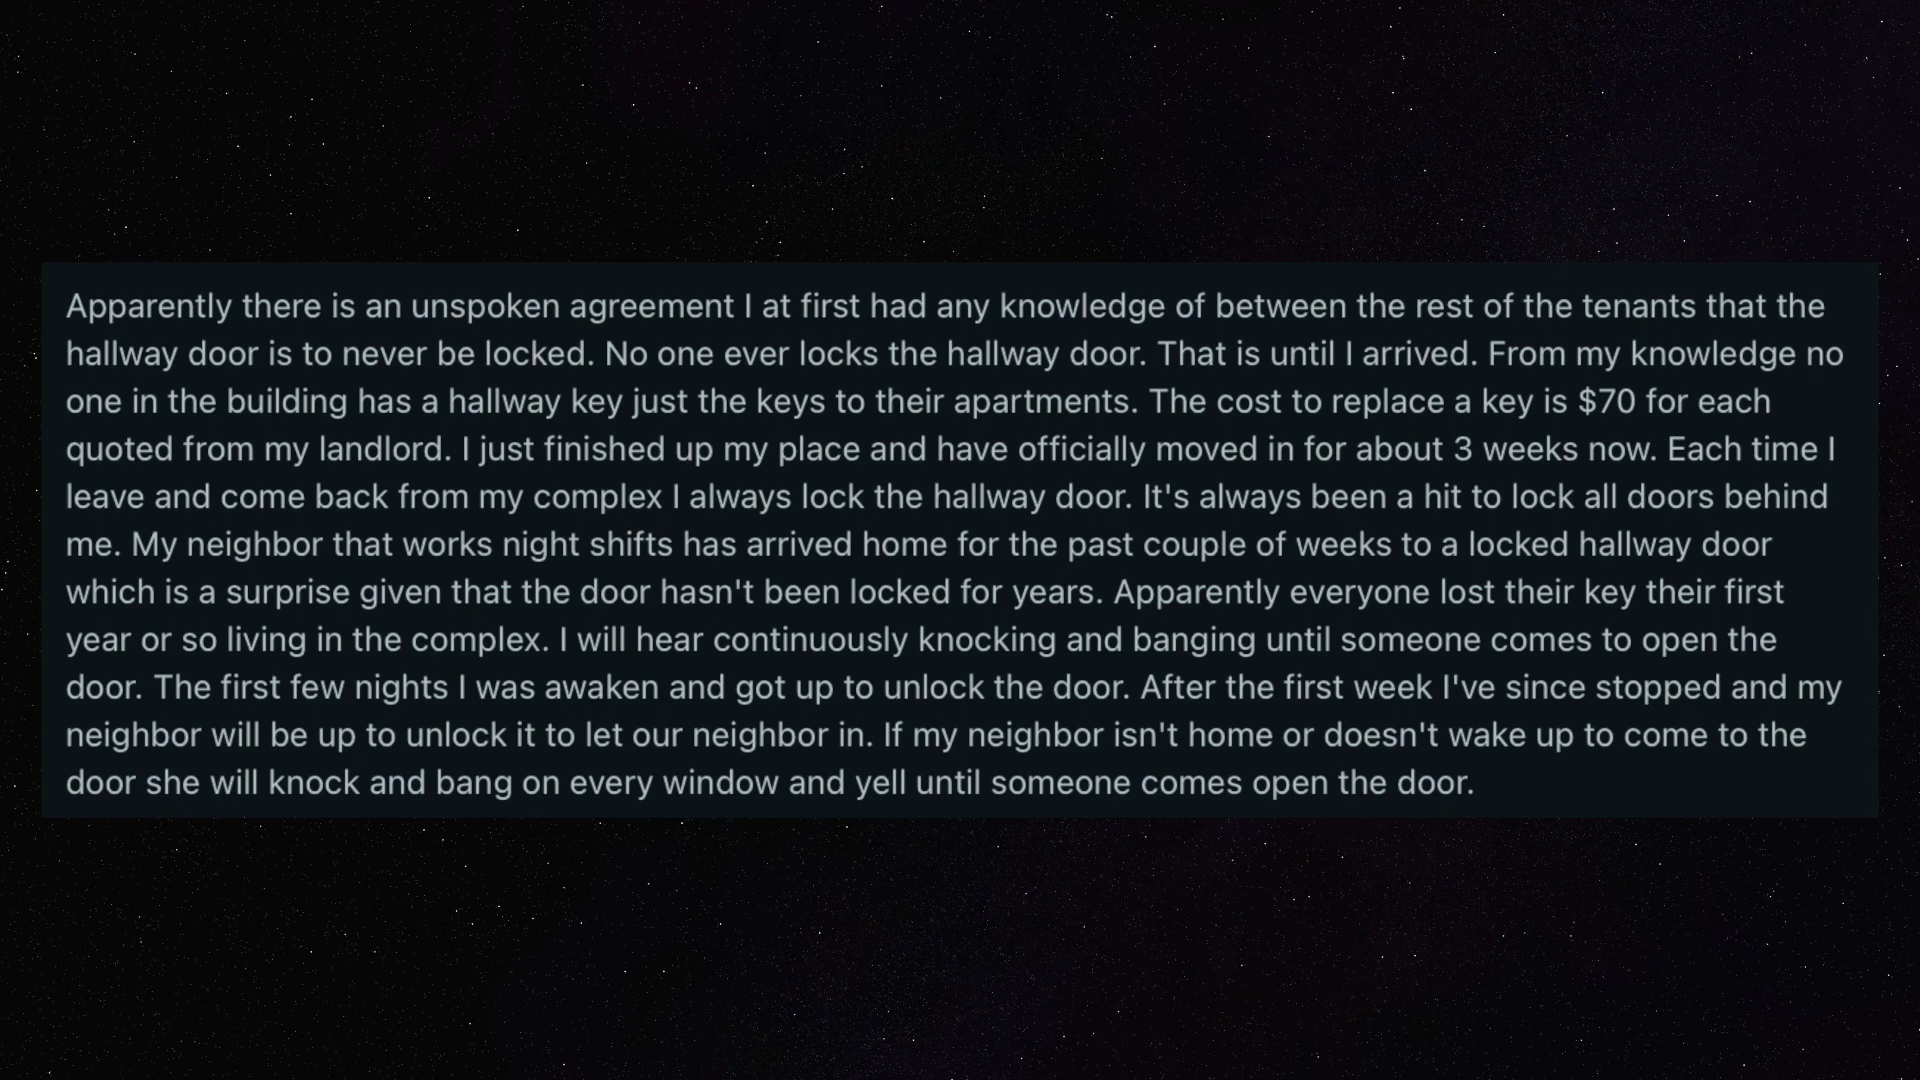 Apparently there is an unspoken agreement I at first had any knowledge of between the rest of the tenants that the
hallway door is to never be locked. No one ever locks the hallway door. That is until I arrived. From my knowledge no
one in the building has a hallway key just the keys to their apartments. The cost to replace a key is $70 for each
quoted from my landlord. I just finished up my place and have officially moved in for about 3 weeks now. Each time I
leave and come back from my complex I always lock the hallway door. It's always been a hit to lock all doors behind
me. My neighbor that works night shifts has arrived home for the past couple of weeks to a locked hallway door
which is a surprise given that the door hasn't been locked for years. Apparently everyone lost their key their first
year or so living in the complex. I will hear continuously knocking and banging until someone comes to open the
door. The first few nights I was awaken and got up to unlock the door. After the first week I've since stopped and my
neighbor will be up to unlock it to let our neighbor in. If my neighbor isn't home or doesn't wake up to come to the
door she will knock and bang on every window and yell until someone comes open the door.